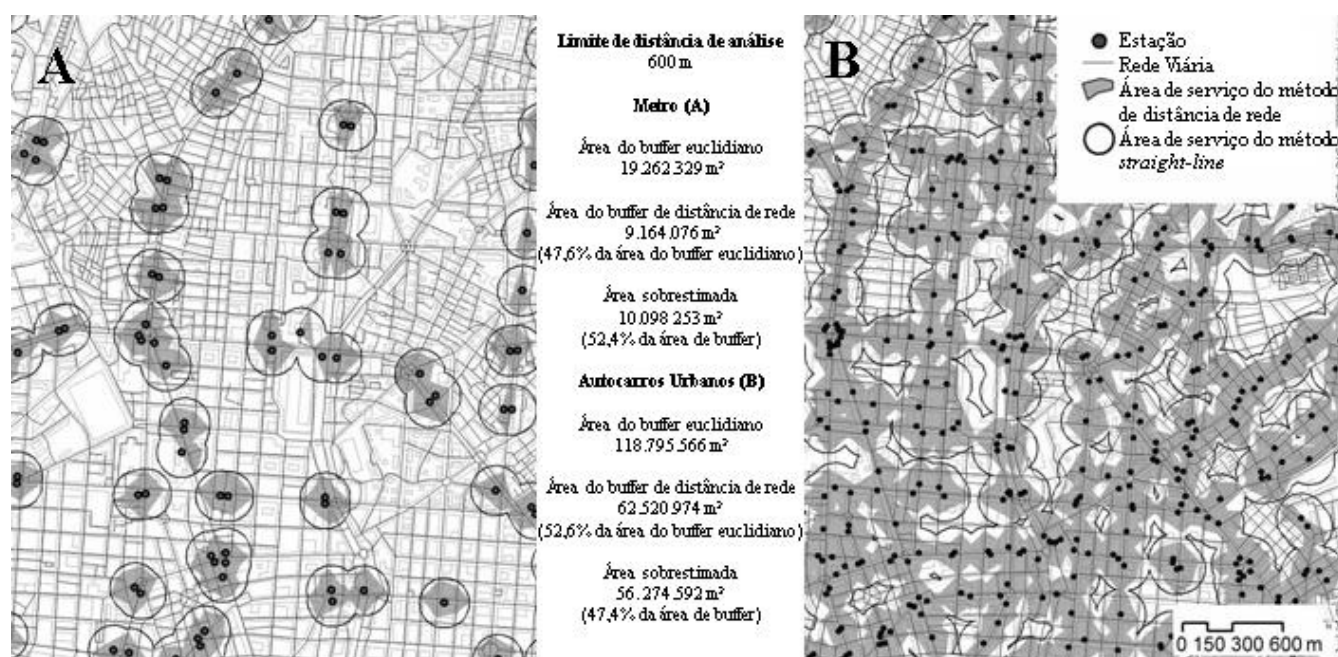 A
Limite de distância de análise
600 m
Metro (A)
Área do buffer euclidiano
19.262.329 m²
Área do buffer de distância de rede
9.164.076 m²
(47,6% da área do buffer euclidiano)
Área sobrestimada
10.098 253 m²
(52,4% da área de buffer)
Autocarros Urbanos (B)
Área do buffer euclidiano
118.795.566 m²
Área do buffer de distância de rede
62.520.974 m²
(52,6% da área do buffer euclidiano)
Área sobrestimada
56.274.592 m²
(47,4% da área de buffer)
B
Estação
Rede Viária
Área de serviço do método
de distância de rede
Área de serviço do método
straight-line
0 150 300 600 m